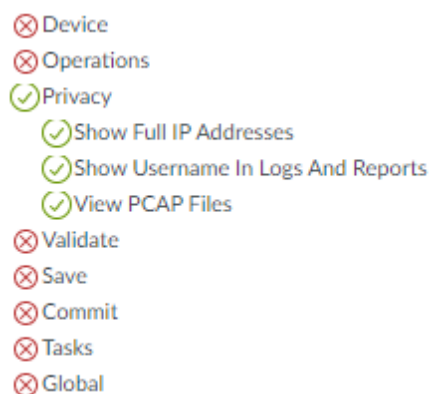 Device
Operations
Privacy
Show Full IP Addresses
Show Username In Logs And Reports
View PCAP Files
Validate
Save
Commit
Tasks
Global